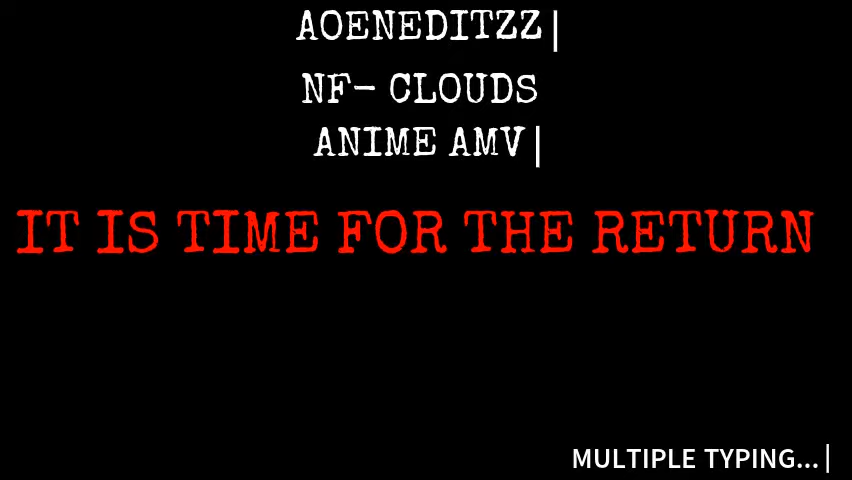 AOENEDITZZ|
NF- CLOUDS
ANIME AMV|
IT IS TIME FOR THE RETURN
MULTIPLE TYPING...|